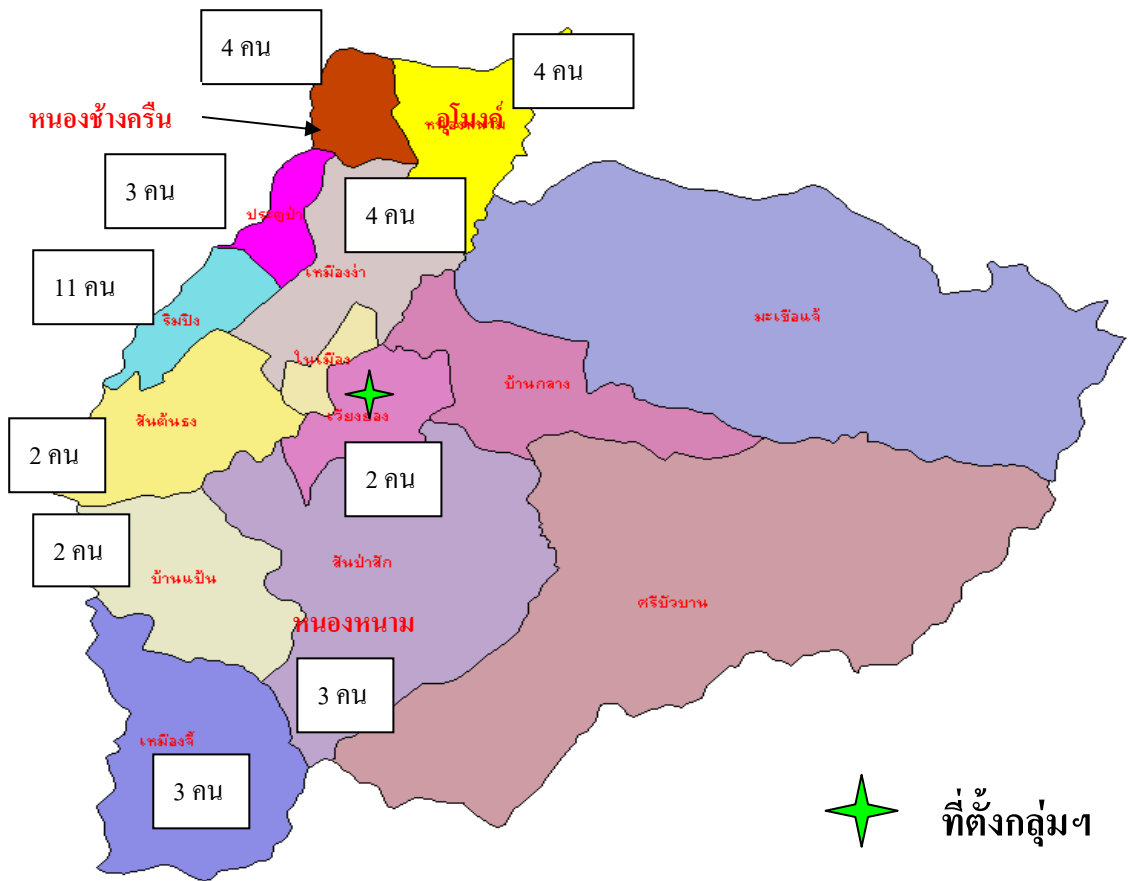 4 คน
4 คน
หนองช้างครืน
อุโมงค์
3 คน
4 คน
ประตูป่า
เหมืองง่า
11 คน
ริมปิง
มะเขือแจ้
ในเมือง
บ้านกลาง
สันต้นธง
เวียงยอง
2 คน
2 คน
2 คน
สันป่าสัก
บ้านแป้น
ศรีบัวบาน
หนองหนาม
3 คน
เหมืองจี้
3 คน
ที่ตั้งกลุ่มฯ